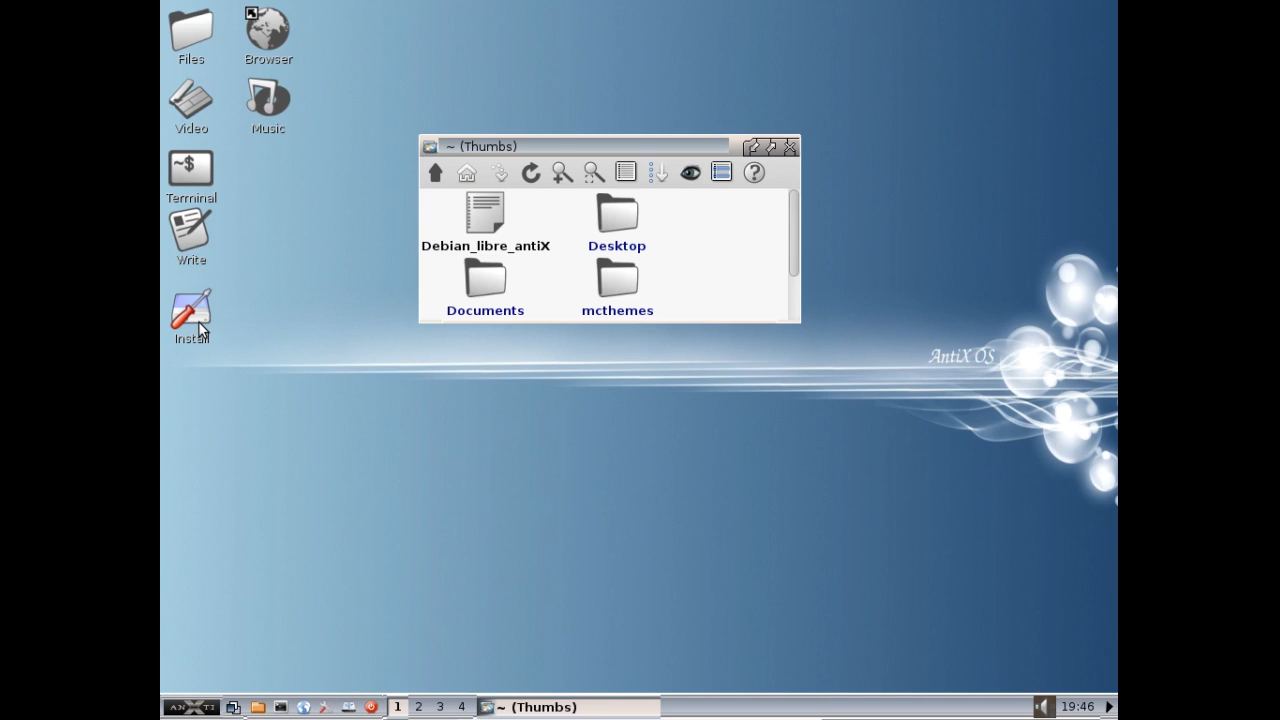 Files
Browser
Video
Music
~$
Terminal
Write
Install
~ (Thumbs)
?
Debian_libre_antiX
Desktop
Documents
mcthemes
AntiX OS
ANXTI
1 2 3 4
~ (Thumbs)
19:46